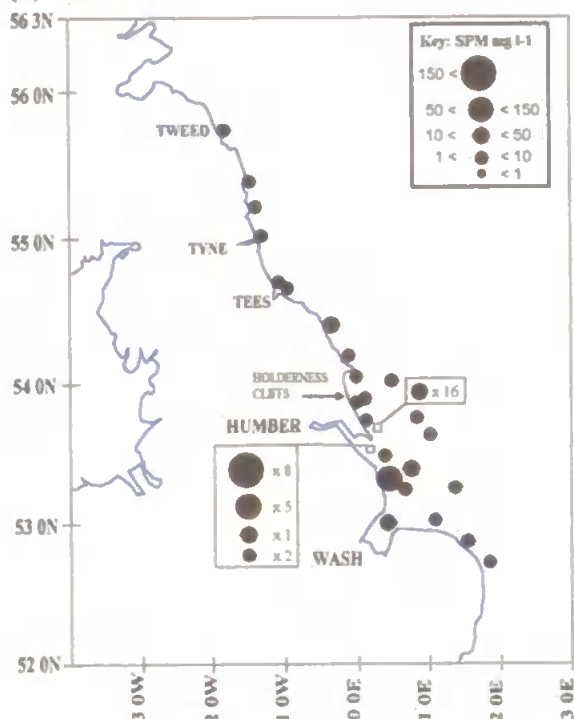 56.3N
Key: SPM mg l-1
150 <
50 < < 150
10 < < 50
1 < < 10
< 1
56 0N
TWEED
55 0N
TYNE
TEES
54 0N
HOLDERNESS
CLIFFS
x 16
HUMBER
x 8
x 5
x 1
x 2
53 0N
WASH
52 0N
3 0W
2 0W
1 0W
0 0E
1 0E
2 0E
3 0E